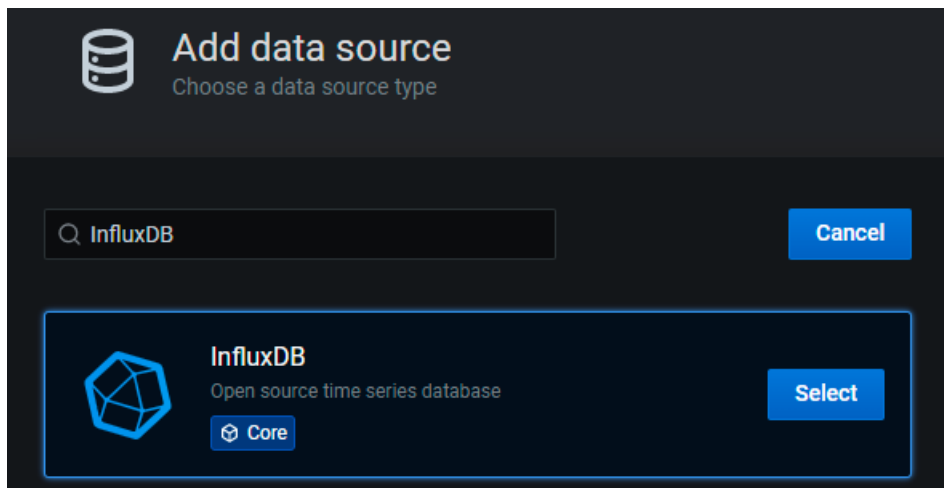 Add data source
Choose a data source type
InfluxDB
Cancel
InfluxDB
Open source time series database
Select
Core